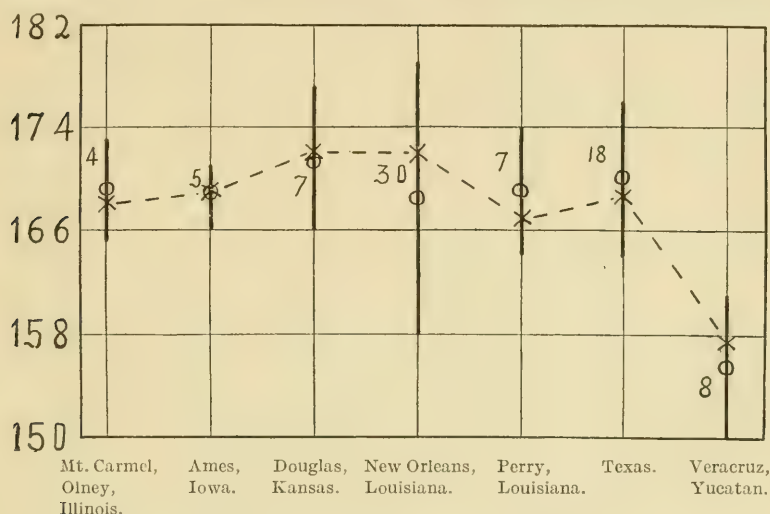 182
174
166
158
150
4
5
7
30
7
18
8
Mt. Carmel, Olney, Illinois.
Ames, Iowa.
Douglas, Kansas.
New Orleans, Louisiana.
Perry, Louisiana.
Texas.
Veracruz, Yucatan.